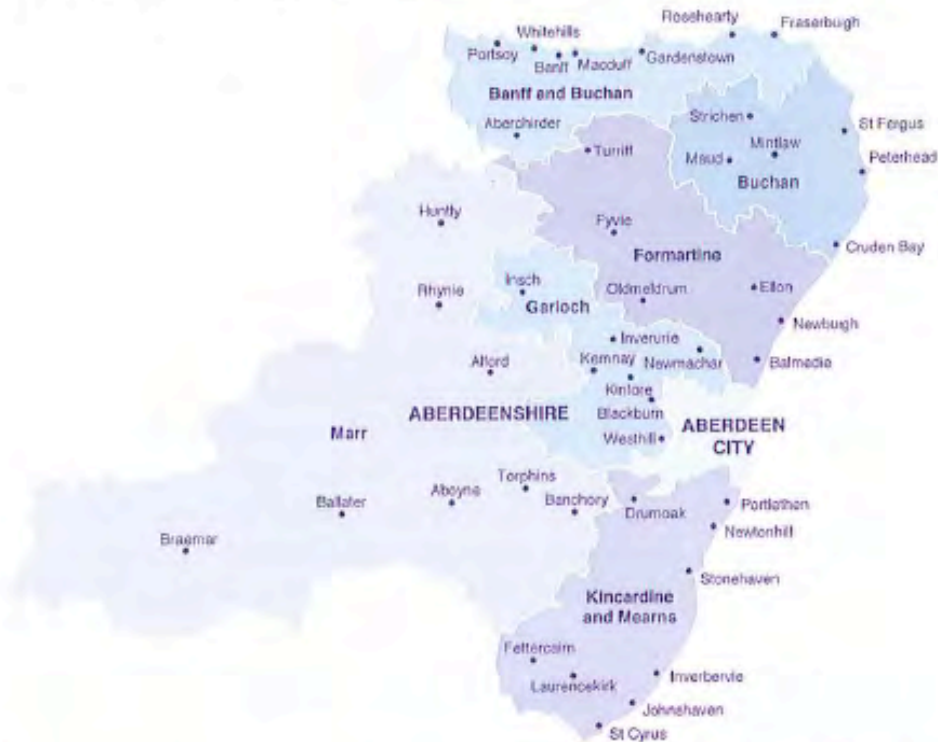 Rosehearty
Fraserburgh
Whitehills
Portsoy
Banff
Macduff
Gardenstown
Banff and Buchan
Strichen
St Fergus
Aberchirder
Mintlaw
Turriff
Maud
Peterhead
Buchan
Huntly
Fyvie
Cruden Bay
Formartine
Insch
Ellon
Rhynie
Oldmeldrum
Garioch
Newburgh
Inverurie
Kemnay
Newmachar
Balmedie
Alford
Kintore
ABERDEENSHIRE
Blackburn
Marr
Westhill
ABERDEEN
CITY
Torphins
Aboyne
Ballater
Banchory
Drumoak
Portlethen
Newtonhill
Braemar
Stonehaven
Kincardine
and Mearns
Fettercairn
Inverbervie
Laurencekirk
Johnshaven
St Cyrus